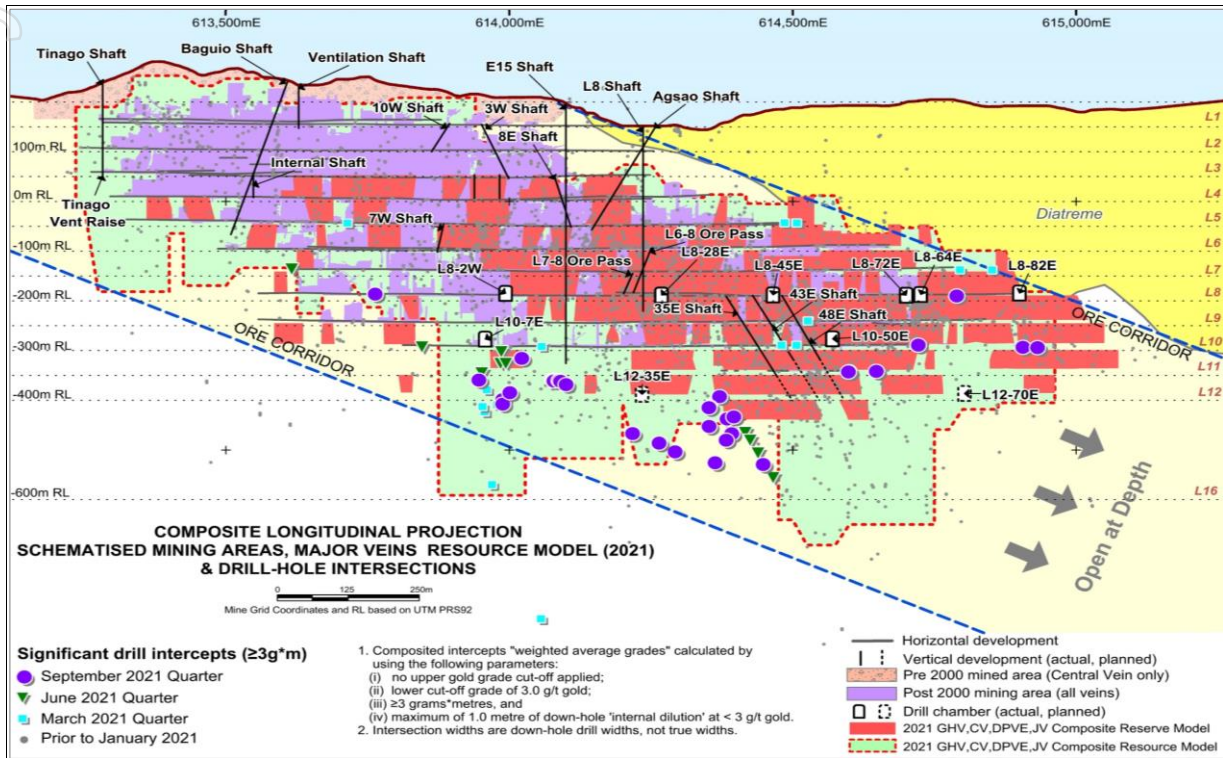 613,500mE
614,000mE
614,500mE
615,000mE
Tinago Shaft
Baguio Shaft
Ventilation Shaft
E15 Shaft
L8 Shaft
Agsao Shaft
10W Shaft
3W Shaft
8E Shaft
L1
100m RL
L2
Internal Shaft
L3
0m RL
L4
Tinago
Vent Raise
7W Shaft
Diatreme
L5
-100m RL
L6-8 Ore Pass
L6
L8-2W
L7-8 Ore Pass
L8-28E
L8-45E
L8-72E
L8-64E
L8-82E
L7
-200m RL
35E Shaft
43E Shaft
48E Shaft
L8
ORE CORRIDOR
ORE CORRIDOR
L9
L10-7E
L10-50E
-300m RL
L10
L11
L12-35E
L12-70E
-400m RL
L12
-600m RL
L16
Open at Depth
COMPOSITE LONGITUDINAL PROJECTION
SCHEMATISED MINING AREAS, MAJOR VEINS RESOURCE MODEL (2021)
& DRILL-HOLE INTERSECTIONS
0 125 250m
Mine Grid Coordinates and RL based on UTM PRS92
Significant drill intercepts (≥3g*m)
September 2021 Quarter
June 2021 Quarter
March 2021 Quarter
Prior to January 2021
1. Composited intercepts "weighted average grades" calculated by
using the following parameters:
(i) no upper gold grade cut-off applied;
(ii) lower cut-off grade of 3.0 g/t gold;
(iii) ≥3 grams*metres, and
(iv) maximum of 1.0 metre of down-hole 'internal dilution' at < 3 g/t gold.
2. Intersection widths are down-hole drill widths, not true widths.
Horizontal development
Vertical development (actual, planned)
Pre 2000 mined area (Central Vein only)
Post 2000 mining area (all veins)
Drill chamber (actual, planned)
2021 GHV,CV,DPVE,JV Composite Reserve Model
2021 GHV,CV,DPVE,JV Composite Resource Model